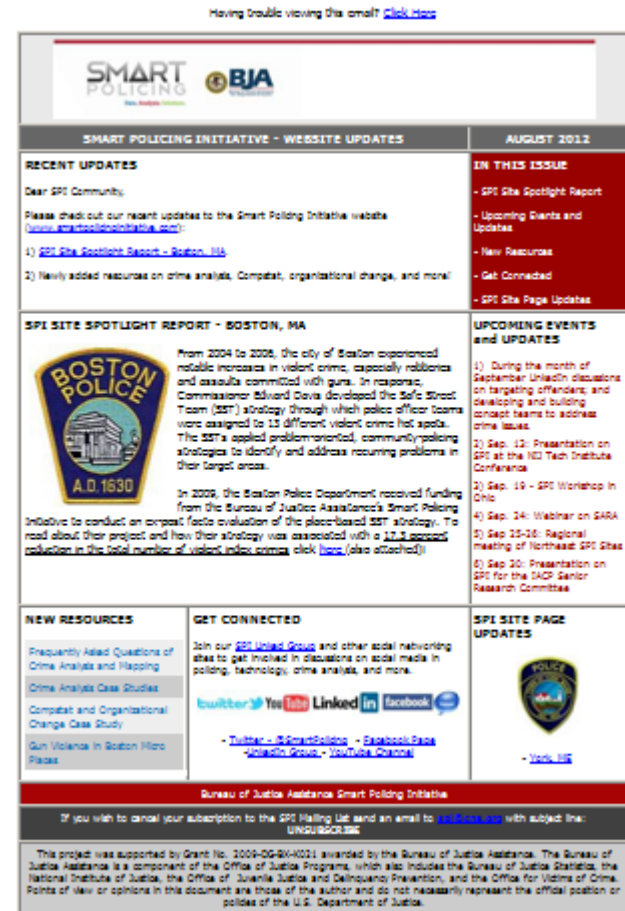 Having trouble viewing this email? Click Here
SMART
POLICING
BJA
SMART POLICING INITIATIVE - WEBSITE UPDATES
AUGUST 2012
RECENT UPDATES
Dear SPI Community,
Please check out our recent updates to the Smart Policing Initiative website
(www.smartpolicinginitiative.com):
1) SPI Site Spotlight Report - Boston, MA.
2) Newly added resources on crime analysis, Compstat, organizational change, and more!
IN THIS ISSUE
- SPI Site Spotlight Report
- Upcoming Events and
Updates
- New Resources
- Get Connected
- SPI Site Page Updates
SPI SITE SPOTLIGHT REPORT - BOSTON, MA
BOSTON
POLICE
A.D.1630
From 2004 to 2006, the city of Boston experienced
notable increases in violent crime, especially robberies
and assaults committed with guns. In response,
Commissioner Edward Davis developed the Safe Street
Team (SST) strategy through which police officer teams
were assigned to 13 different violent crime hot spots.
The SSTs applied problem-oriented, community-policing
strategies to identify and address recurring problems in
their target areas.
In 2009, the Boston Police Department received funding
from the Bureau of Justice Assistance's Smart Policing
Initiative to conduct an ex-post facto evaluation of the place-based SST strategy. To
read about their project and how their strategy was associated with a 17.3 percent
reduction in the total number of violent index crimes click here (also attached)!
UPCOMING EVENTS
and UPDATES
1) During the month of
September LinkedIn discussions
on targeting offenders; and
developing and building
concept teams to address
crime issues.
2) Sep. 12: Presentation on
SPI at the NIJ Tech Institute
Conference
3) Sep. 19 - SPI Workshop in
Ohio
4) Sep. 24: Webinar on SARA
5) Sep 25-26: Regional
meeting of Northeast SPI Sites
6) Sep 30: Presentation on
SPI for the IACP Senior
Research Committee
NEW RESOURCES
Frequently Asked Questions of
Crime Analysis and Mapping
Crime Analysis Case Studies
Compstat and Organizational
Change Case Study
Gun Violence in Boston Micro
Places
GET CONNECTED
Join our SPI Linked Group and other social networking
sites to get involved in discussions on social media in
policing, technology, crime analysis, and more.
twitter YouTube Linked in facebook
- Twitter - @SmartPolicing - Facebook Page
-LinkedIn Group - YouTube Channel
SPI SITE PAGE
UPDATES
POLICE
- York, ME
Bureau of Justice Assistance Smart Policing Initiative
If you wish to cancel your subscription to the SPI Mailing List send an email to with subject line:
UNSUBSCRIBE
This project was supported by Grant No. 2009-DG-BX-K021 awarded by the Bureau of Justice Assistance. The Bureau of
Justice Assistance is a component of the Office of Justice Programs, which also includes the Bureau of Justice Statistics, the
National Institute of Justice, the Office of Juvenile Justice and Delinquency Prevention, and the Office for Victims of Crime.
Points of view or opinions in this document are those of the author and do not necessarily represent the official position or
policies of the U.S. Department of Justice.